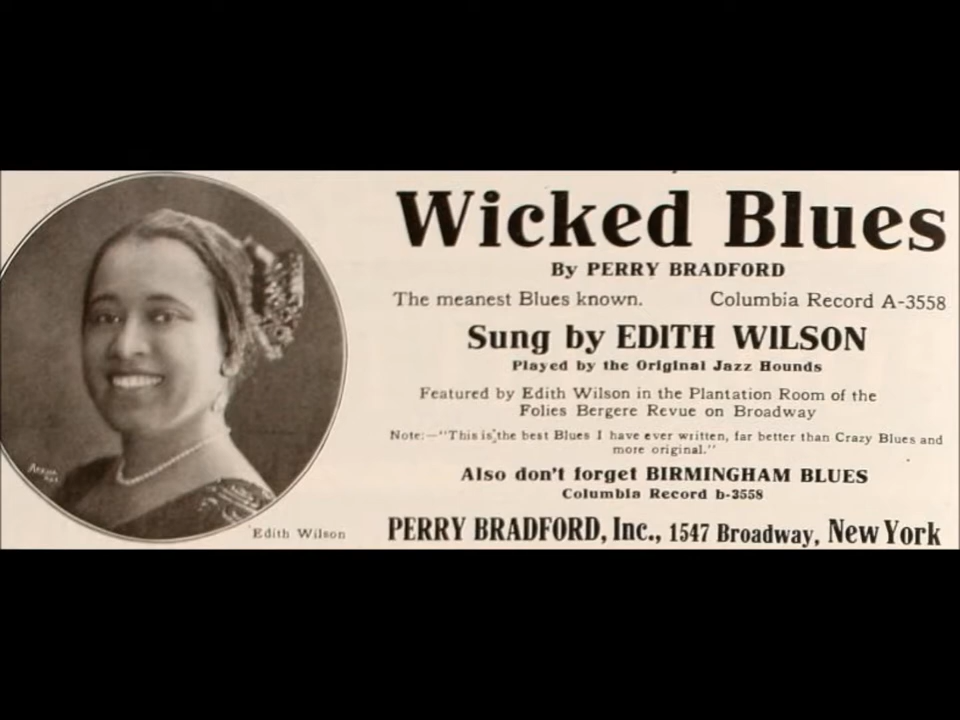 Wicked Blues
By PERRY BRADFORD
The meanest Blues known. Columbia Record A-3558
Sung by EDITH WILSON
Played by the Original Jazz Hounds
Featured by Edith Wilson in the Plantation Room of the
Folies Bergere Revue on Broadway
Note:—"This is the best Blues I have ever written, far better than Crazy Blues and
more original."
Also don't forget BIRMINGHAM BLUES
Columbia Record b-3558
PERRY BRADFORD, Inc., 1547 Broadway, New York
Edith Wilson